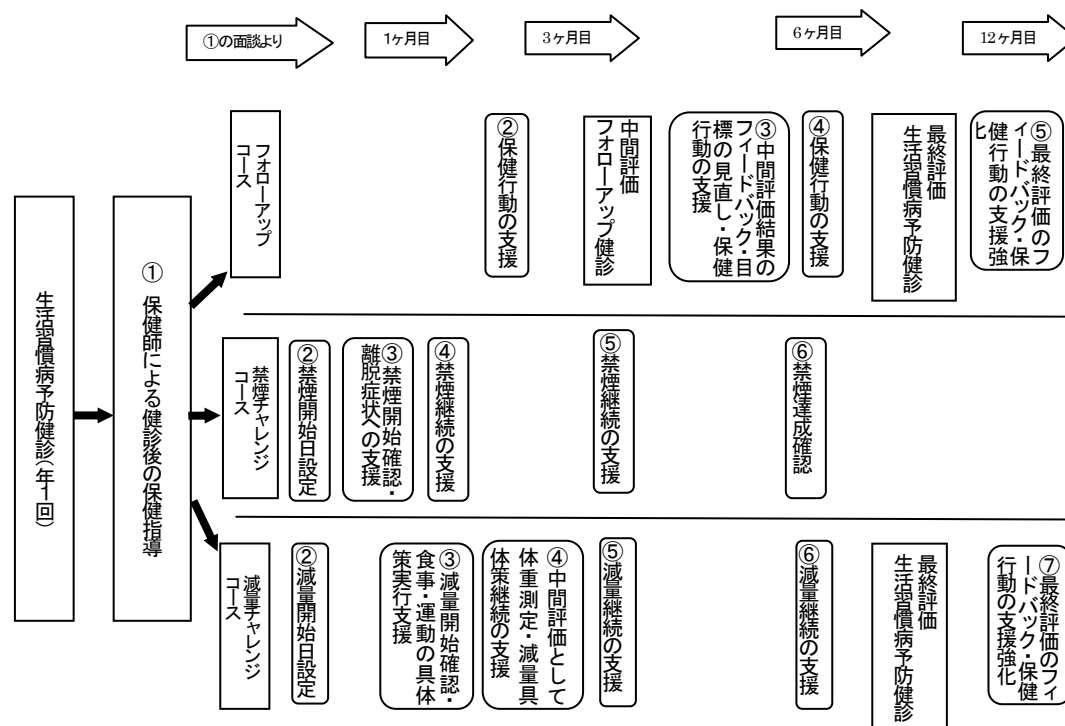 ①の面談より
1ヶ月目
3ヶ月目
6ヶ月目
12ヶ月目
生活習慣病予防健診(年1回)
① 保健師による健診後の保健指導
フォローアップ
コース
②保健行動の支援
中間評価
フォローアップ健診
③中間評価結果の
フィードバック・目
標の見直し・保健
行動の支援
④保健行動の支援
最終評価
生活習慣病予防健診
⑤最終評価のフ
ィードバック・保
健行動の支援強
化
禁煙チャレンジ
コース
②禁煙開始日設定
③禁煙開始確認・
離脱症状への支援
④禁煙継続の支援
⑤禁煙継続の支援
⑥禁煙達成確認
減量チャレンジ
コース
②減量開始日設定
③減量開始確認・
食事・運動の具体
策実行支援
④中間評価として
体重測定・減量具
体策継続の支援
⑤減量継続の支援
⑥減量継続の支援
最終評価
生活習慣病予防健診
⑦最終評価のフィ
ードバック・保健
行動の支援強化